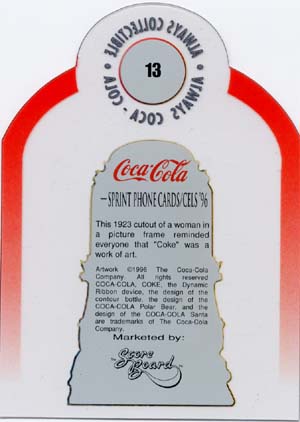 ALWAYS COLLECTIBLE •
13
ALWAYS COCA-COLA •
Coca-Cola
—SPRINT PHONE CARDS/CELS '96
This 1923 cutout of a woman in
a picture frame reminded
everyone that "Coke" was a
work of art.
Artwork ©1996 The Coca-Cola
Company. All rights reserved
COCA-COLA, COKE, the Dynamic
Ribbon device, the design of the
contour bottle, the design of the
COCA-COLA Polar Bear, and the
design of the COCA-COLA Santa
are trademarks of The Coca-Cola
Company.
Marketed by:
Score Board™